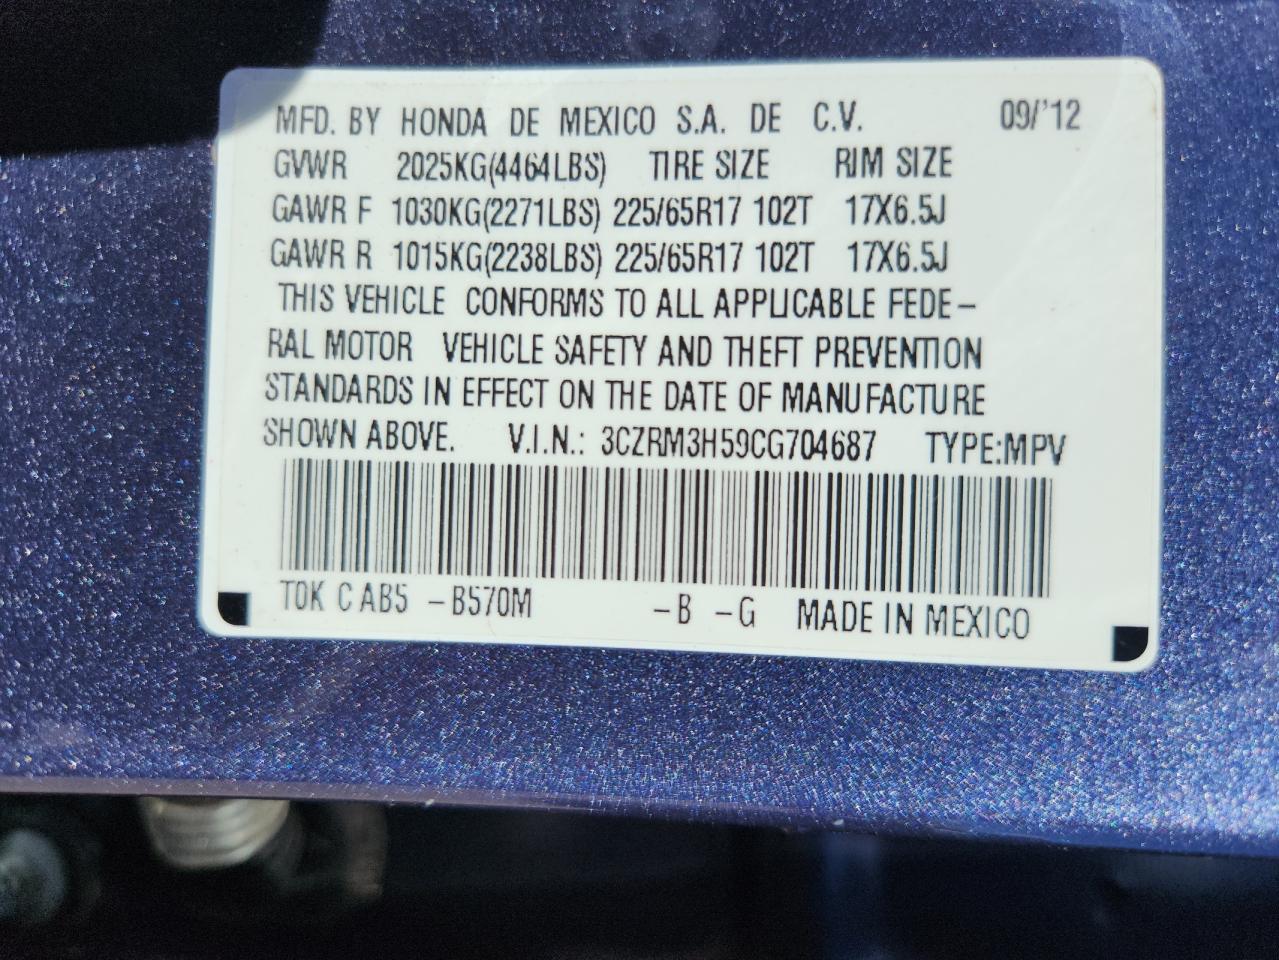 MFD. BY HONDA DE MEXICO S.A. DE C.V. 09/'12
GVWR 2025KG(4464LBS) TIRE SIZE RIM SIZE
GAWR F 1030KG(2271LBS) 225/65R17 102T 17X6.5J
GAWR R 1015KG(2238LBS) 225/65R17 102T 17X6.5J
THIS VEHICLE CONFORMS TO ALL APPLICABLE FEDE-
RAL MOTOR VEHICLE SAFETY AND THEFT PREVENTION
STANDARDS IN EFFECT ON THE DATE OF MANUFACTURE
SHOWN ABOVE. V.I.N.: 3CZRM3H59CG704687 TYPE:MPV
T0K C AB5 -B570M -B -G MADE IN MEXICO